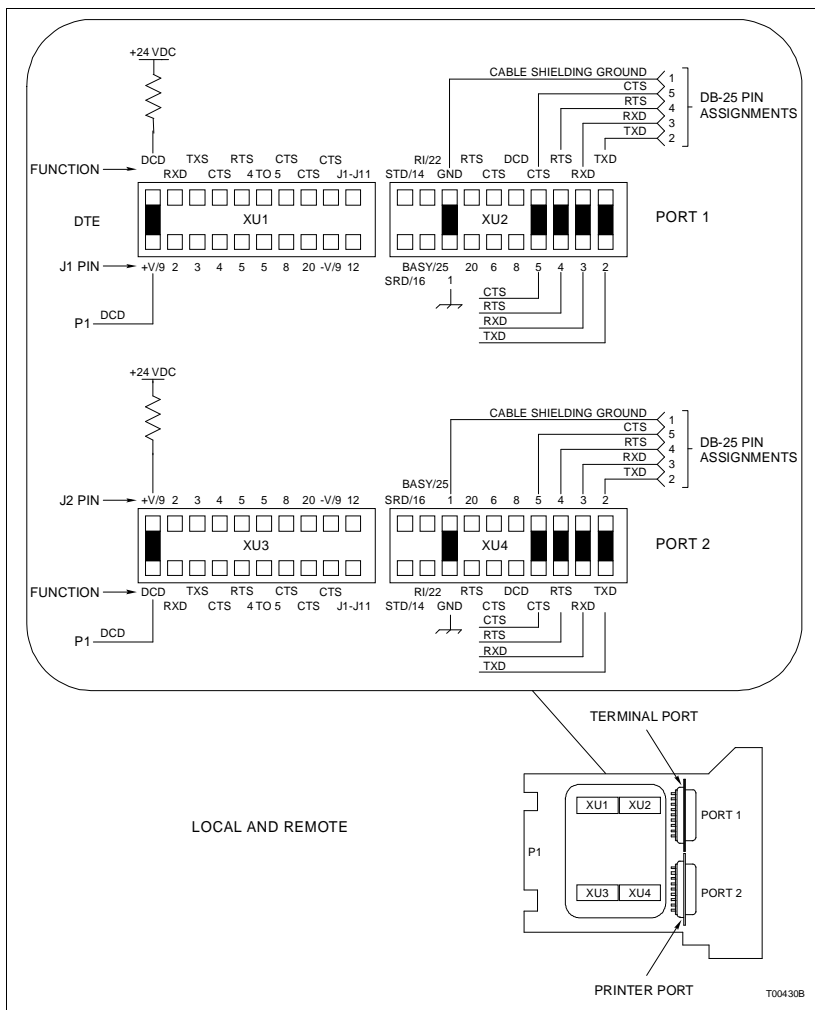 +24 VDC
CABLE SHIELDING GROUND 1
CTS 5
RTS 4
RXD 3
TXD 2
DB-25 PIN
ASSIGNMENTS
FUNCTION
DCD TXS RTS CTS CTS
RXD CTS 4 TO 5 CTS J1-J11
RI/22 RTS DCD RTS TXD
STD/14 GND CTS CTS RXD
DTE
XU1
XU2
PORT 1
J1 PIN
+V/9 2 3 4 5 5 8 20 -V/9 12
BASY/25 20 6 8 5 4 3 2
SRD/16 1
CTS
RTS
RXD
TXD
P1 DCD
+24 VDC
CABLE SHIELDING GROUND 1
CTS 5
RTS 4
RXD 3
TXD 2
DB-25 PIN
ASSIGNMENTS
BASY/25
J2 PIN
+V/9 2 3 4 5 5 8 20 -V/9 12
SRD/16 1 20 6 8 5 4 3 2
XU3
XU4
PORT 2
FUNCTION
DCD TXS RTS CTS CTS
RXD CTS 4 TO 5 CTS J1-J11
RI/22 RTS DCD RTS TXD
STD/14 GND CTS CTS RXD
CTS
RTS
RXD
TXD
P1 DCD
TERMINAL PORT
XU1 XU2
PORT 1
LOCAL AND REMOTE
P1
XU3 XU4
PORT 2
PRINTER PORT
T00430B